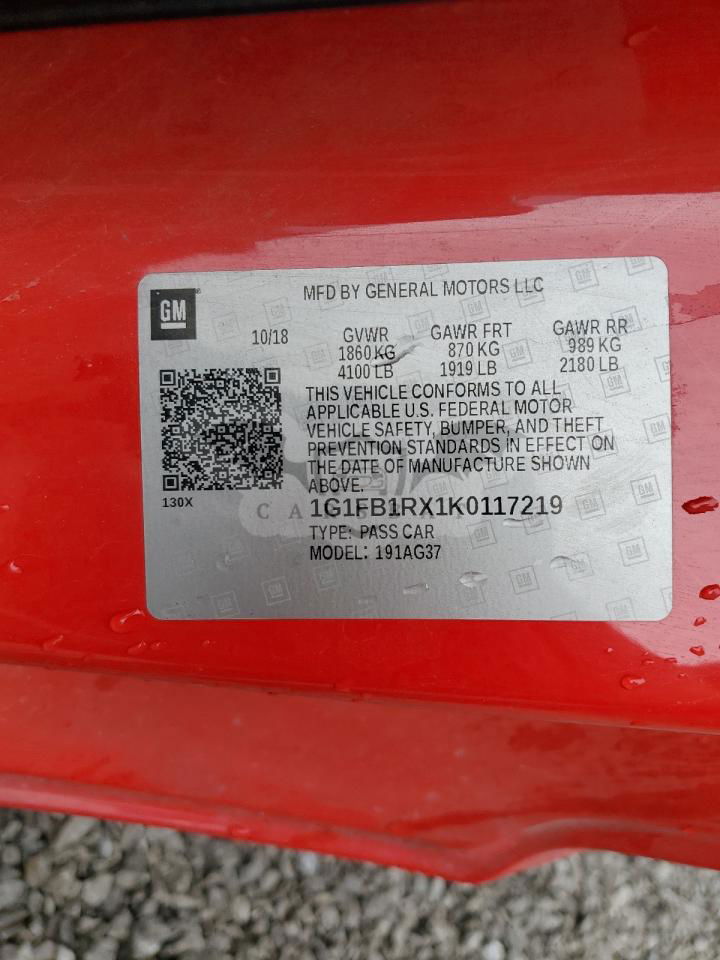 GM
MFD BY GENERAL MOTORS LLC
10/18
GVWR
1860 KG
4100 LB
GAWR FRT
870 KG
1919 LB
GAWR RR
989 KG
2180 LB
THIS VEHICLE CONFORMS TO ALL
APPLICABLE U.S. FEDERAL MOTOR
VEHICLE SAFETY, BUMPER, AND THEFT
PREVENTION STANDARDS IN EFFECT ON
THE DATE OF MANUFACTURE SHOWN
ABOVE.
130X
1G1FB1RX1K0117219
TYPE: PASS CAR
MODEL: 191AG37